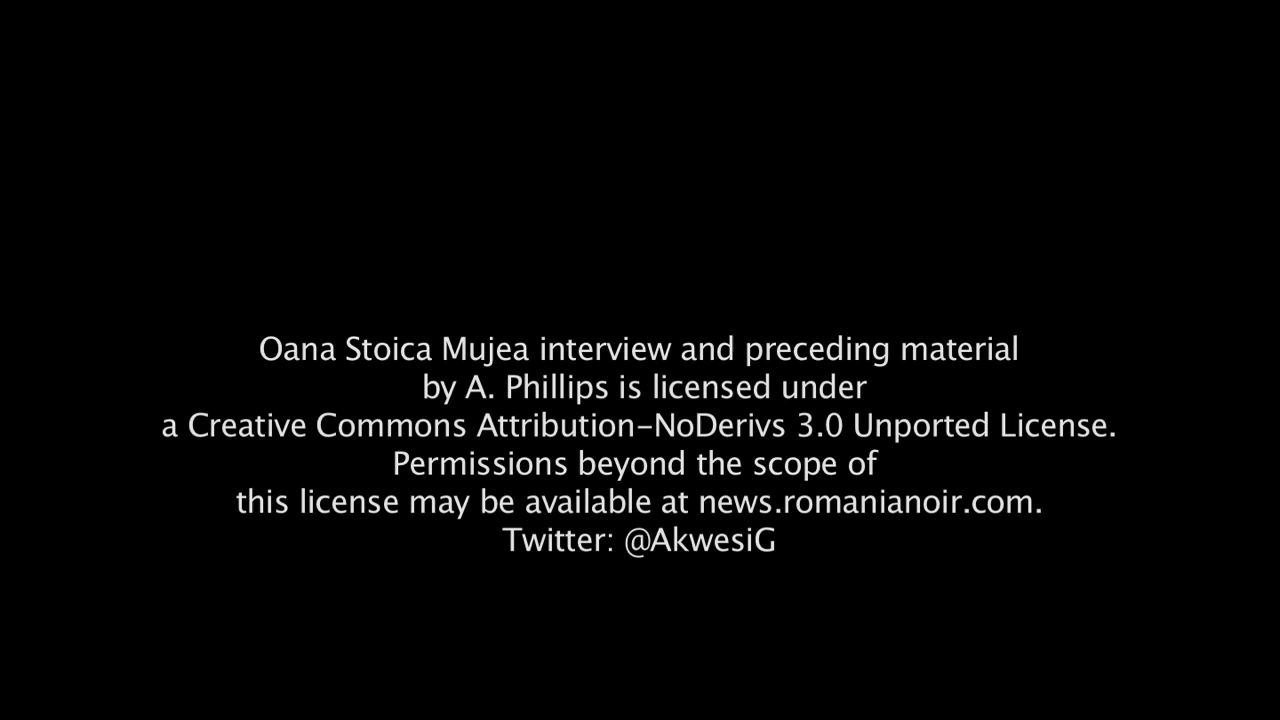 Oana Stoica Mujea interview and preceding material
by A. Phillips is licensed under
a Creative Commons Attribution-NoDerivs 3.0 Unported License.
Permissions beyond the scope of
this license may be available at news.romanianoir.com.
Twitter: @AkwesiG